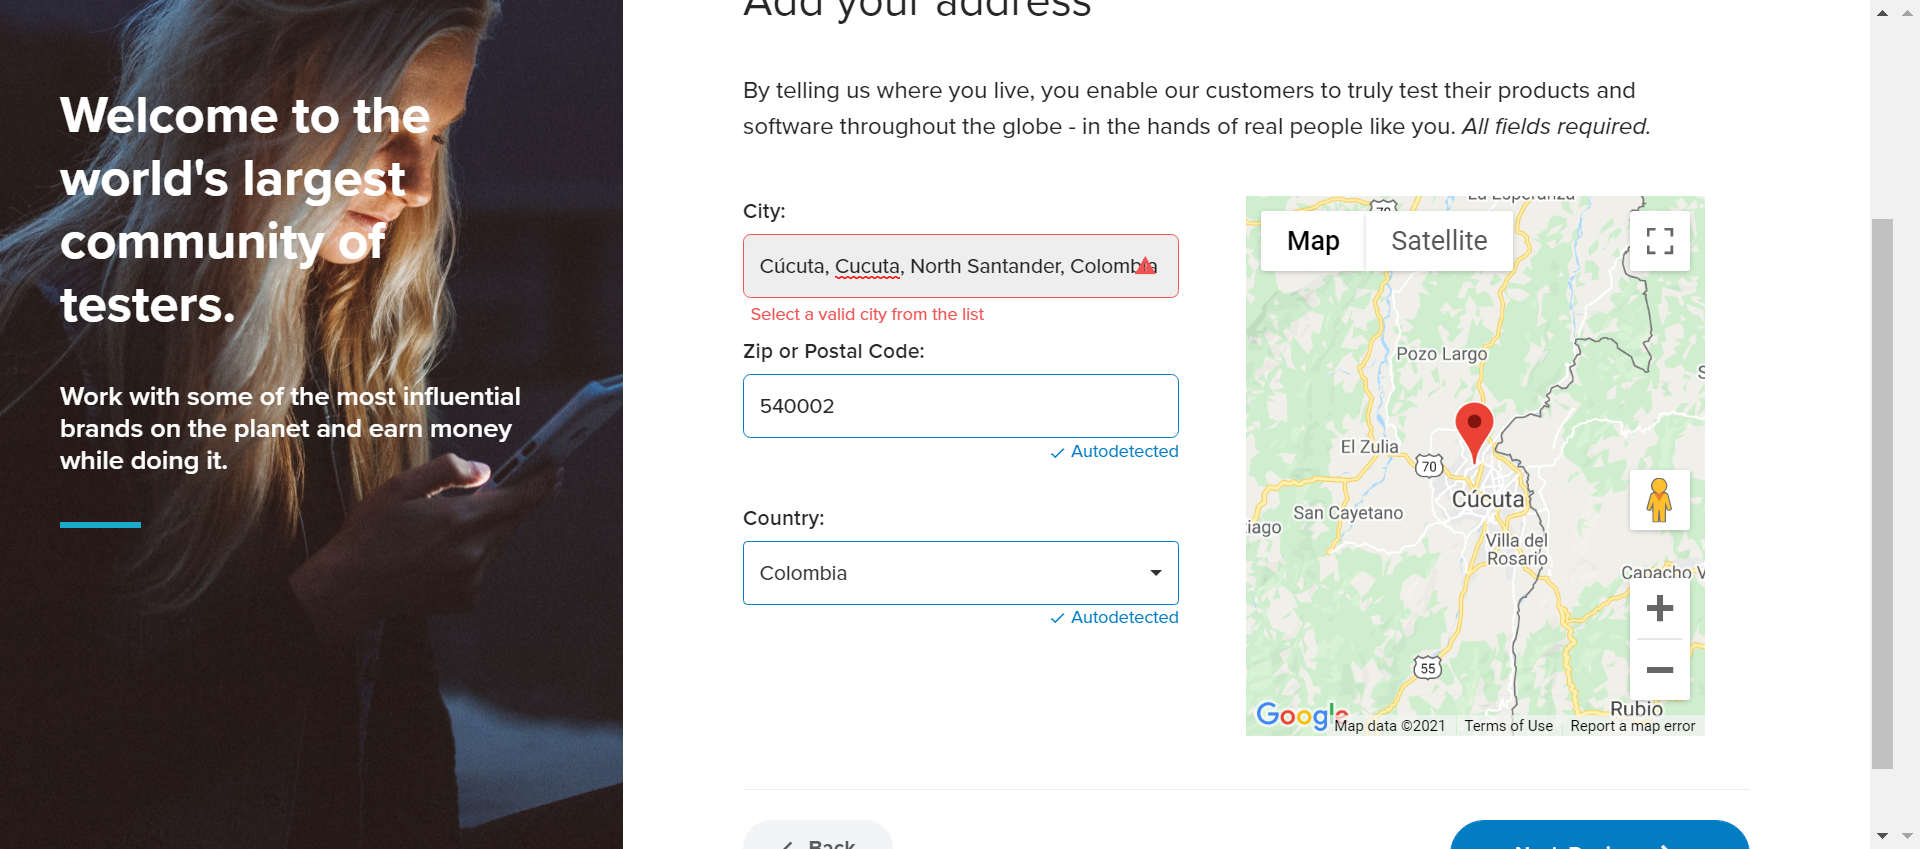 Add your address
Welcome to the
world's largest
community of
testers.
Work with some of the most influential
brands on the planet and earn money
while doing it.
By telling us where you live, you enable our customers to truly test their products and
software throughout the globe - in the hands of real people like you. All fields required.
City:
Cúcuta, Cucuta, North Santander, Colombia
Select a valid city from the list
Zip or Postal Code:
540002
Autodetected
Country:
Colombia
Autodetected
La Esperanza
70
Map
Satellite
Pozo Largo
S
El Zulia
70
Cúcuta
San Cayetano
iago
Villa del
Rosario
Capacho V
55
Rubio
Google
Map data ©2021
Terms of Use
Report a map error
Back
Next